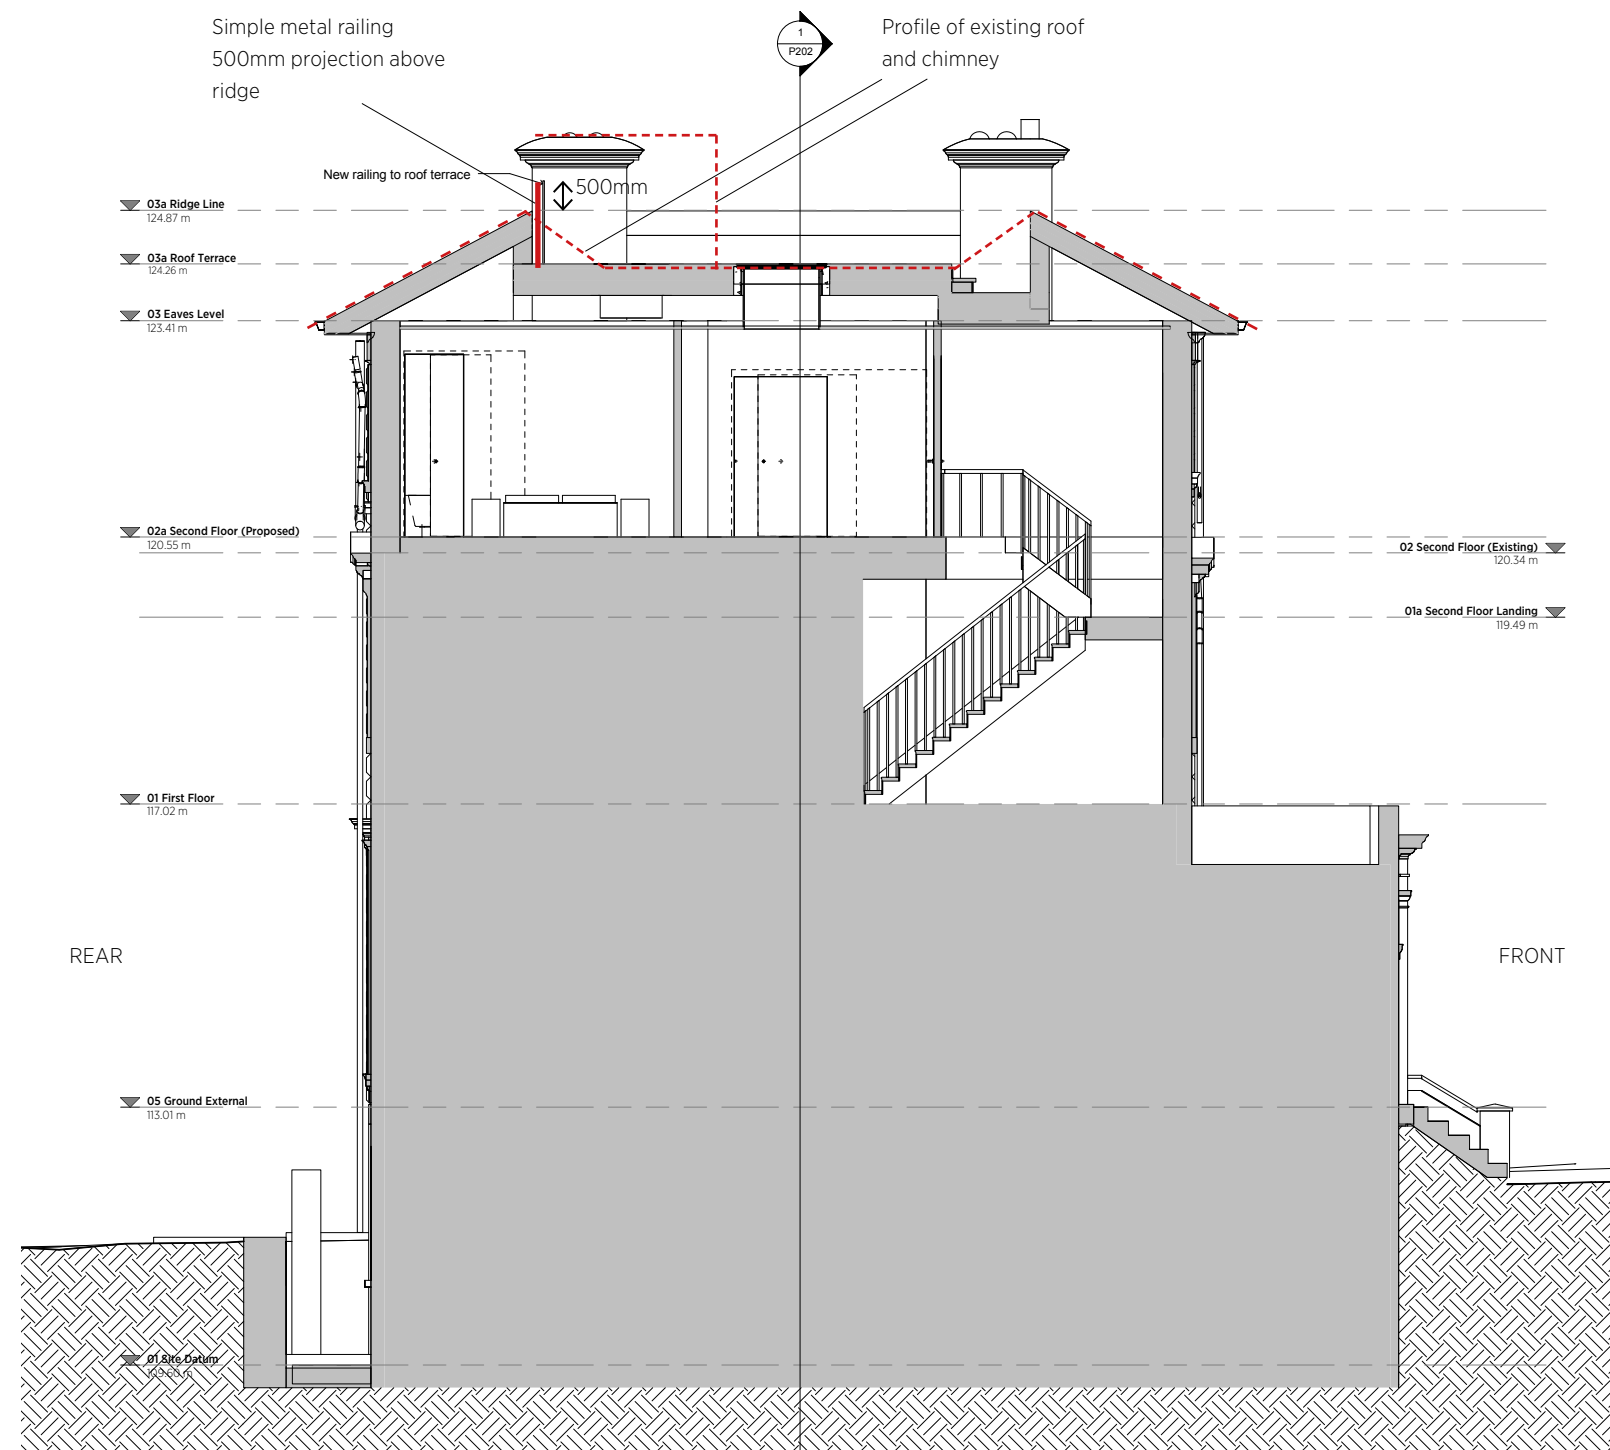 Simple metal railing
500mm projection above
ridge
1
P202
Profile of existing roof
and chimney
New railing to roof terrace
500mm
03a Ridge Line
124.87 m
03a Roof Terrace
124.26 m
03 Eaves Level
123.41 m
02a Second Floor (Proposed)
120.55 m
02 Second Floor (Existing)
120.34 m
01a Second Floor Landing
119.49 m
01 First Floor
117.02 m
REAR
FRONT
05 Ground External
113.01 m
01 Site Datum
109.60 m